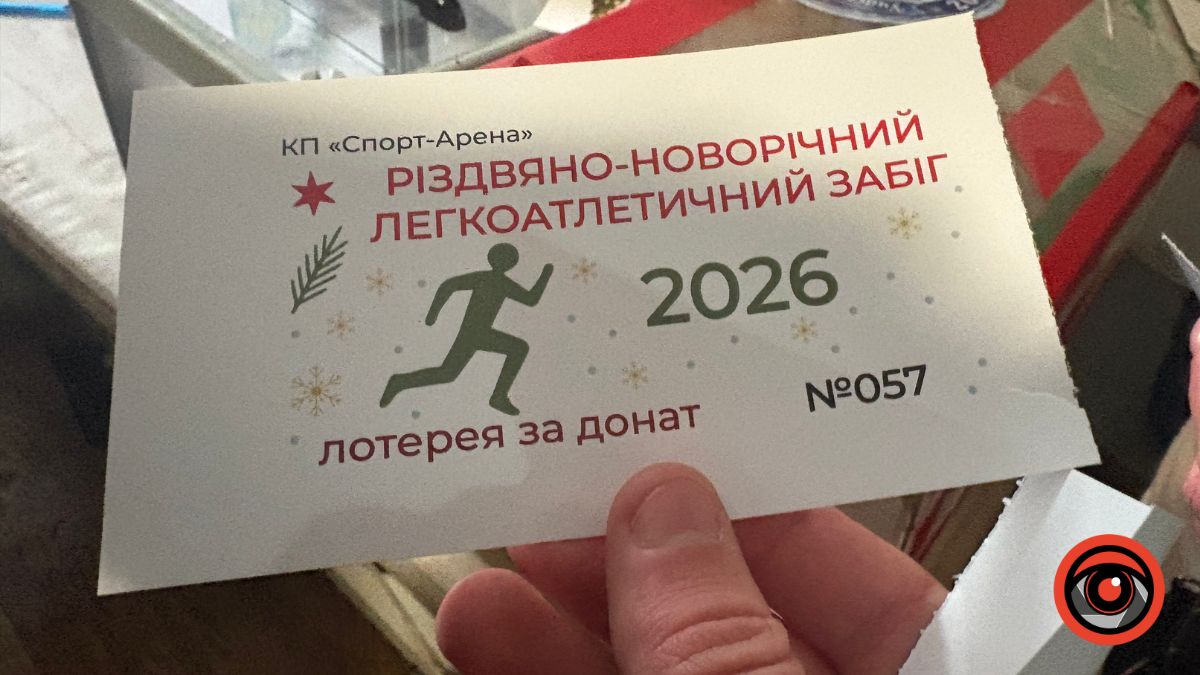 КП «Спорт-Арена»
РІЗДВЯНО-НОВОРІЧНИЙ
ЛЕГКОАТЛЕТИЧНИЙ ЗАБІГ
2026
№057
лотерея за донат